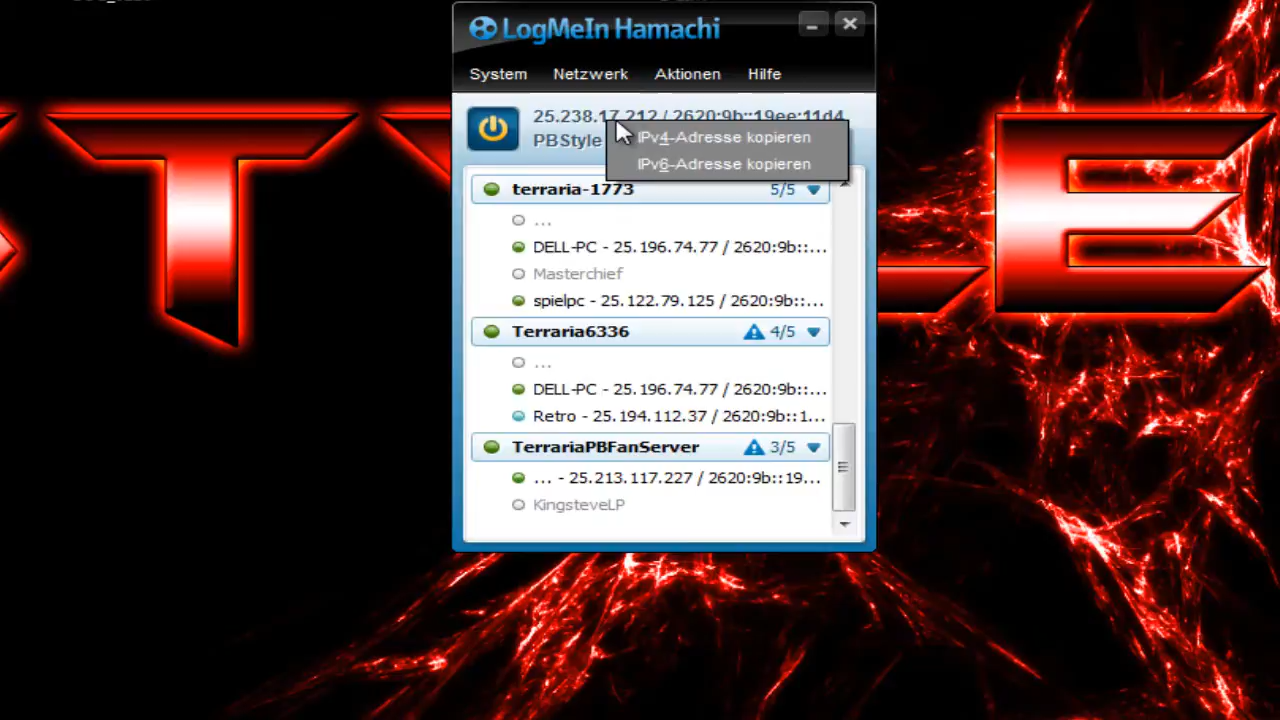 LogMeIn Hamachi
System Netzwerk Aktionen Hilfe
25.238.17.212 / 2620:9b::19ee:11d4
PBStyle
IPv4-Adresse kopieren
IPv6-Adresse kopieren
terraria-1773 5/5
...
DELL-PC - 25.196.74.77 / 2620:9b::...
Masterchief
spielpc - 25.122.79.125 / 2620:9b::...
Terraria6336 4/5
...
DELL-PC - 25.196.74.77 / 2620:9b::...
Retro - 25.194.112.37 / 2620:9b::1...
TerrariaPBFanServer 3/5
... - 25.213.117.227 / 2620:9b::19...
KingsteveLP